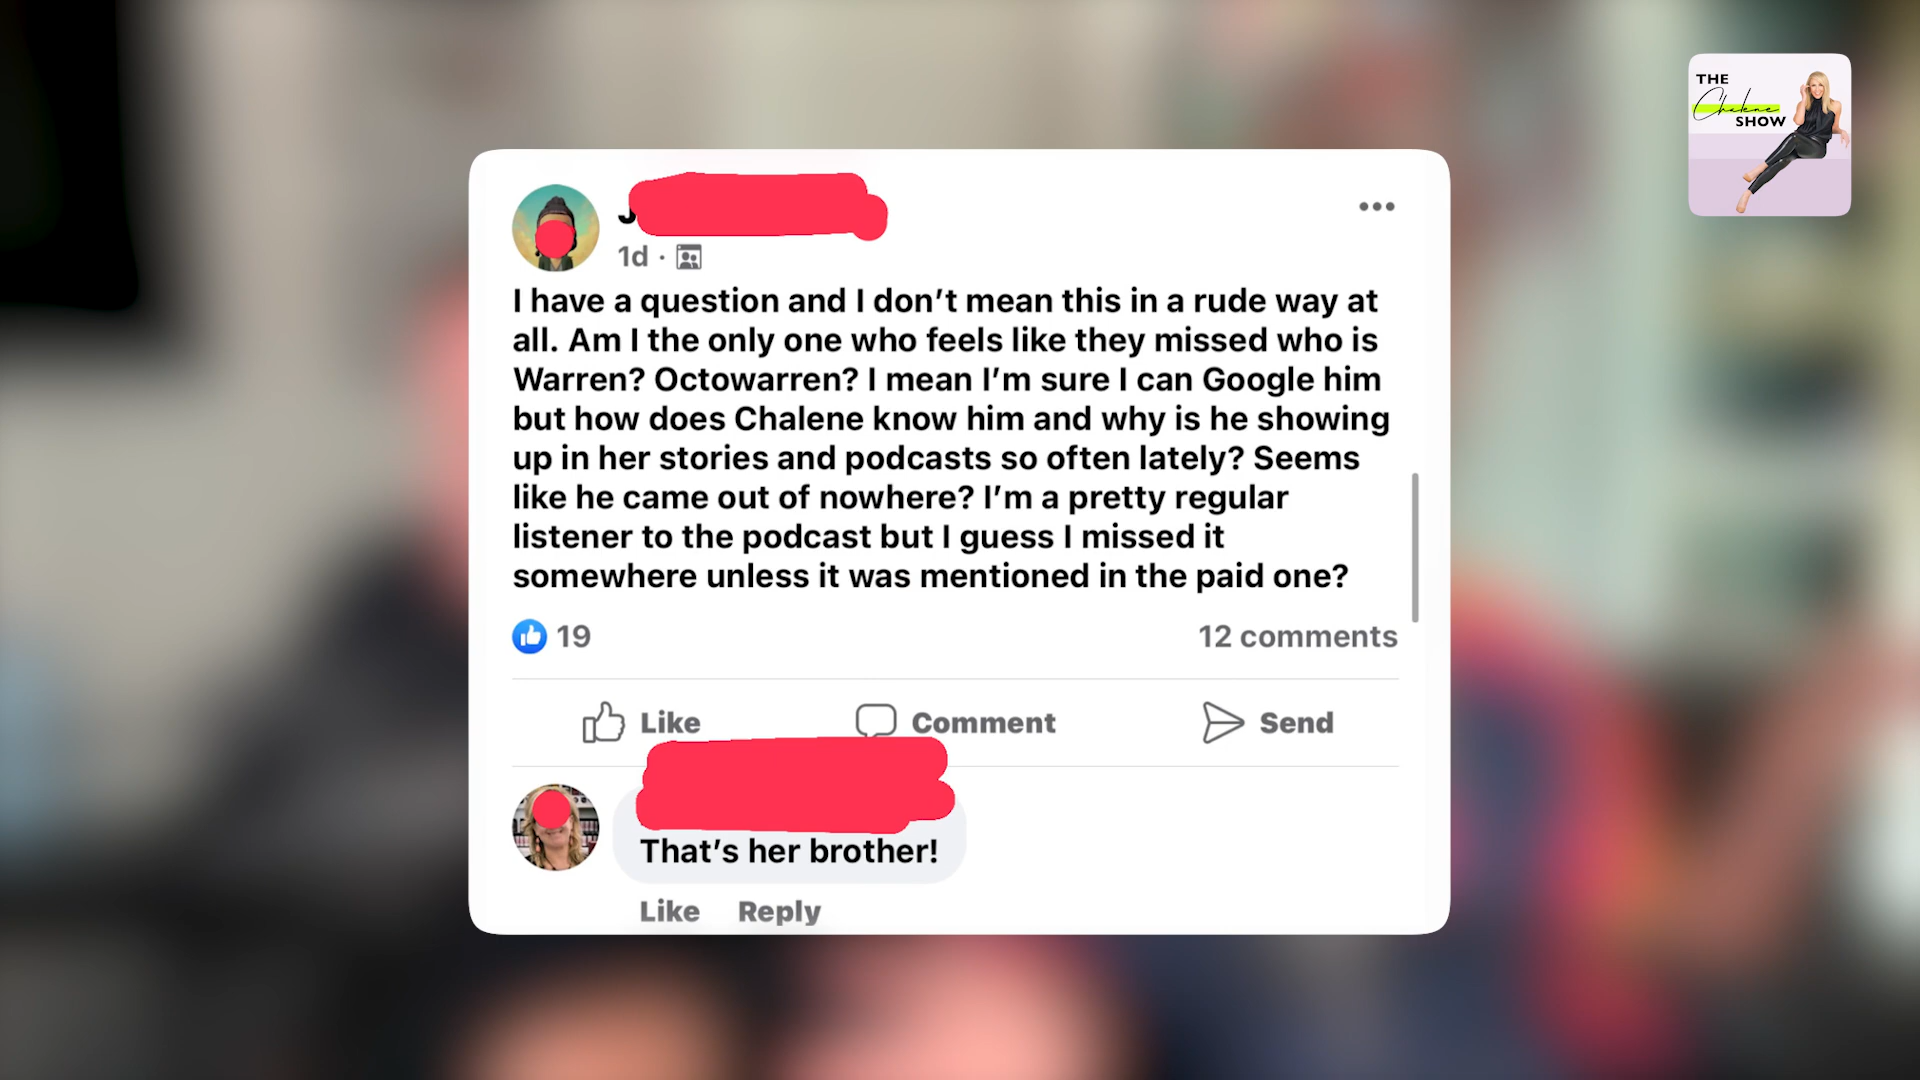 THE
Chalene
SHOW
J
1d ·
I have a question and I don’t mean this in a rude way at
all. Am I the only one who feels like they missed who is
Warren? Octowarren? I mean I’m sure I can Google him
but how does Chalene know him and why is he showing
up in her stories and podcasts so often lately? Seems
like he came out of nowhere? I’m a pretty regular
listener to the podcast but I guess I missed it
somewhere unless it was mentioned in the paid one?
19 12 comments
Like Comment Send
That’s her brother!
Like Reply